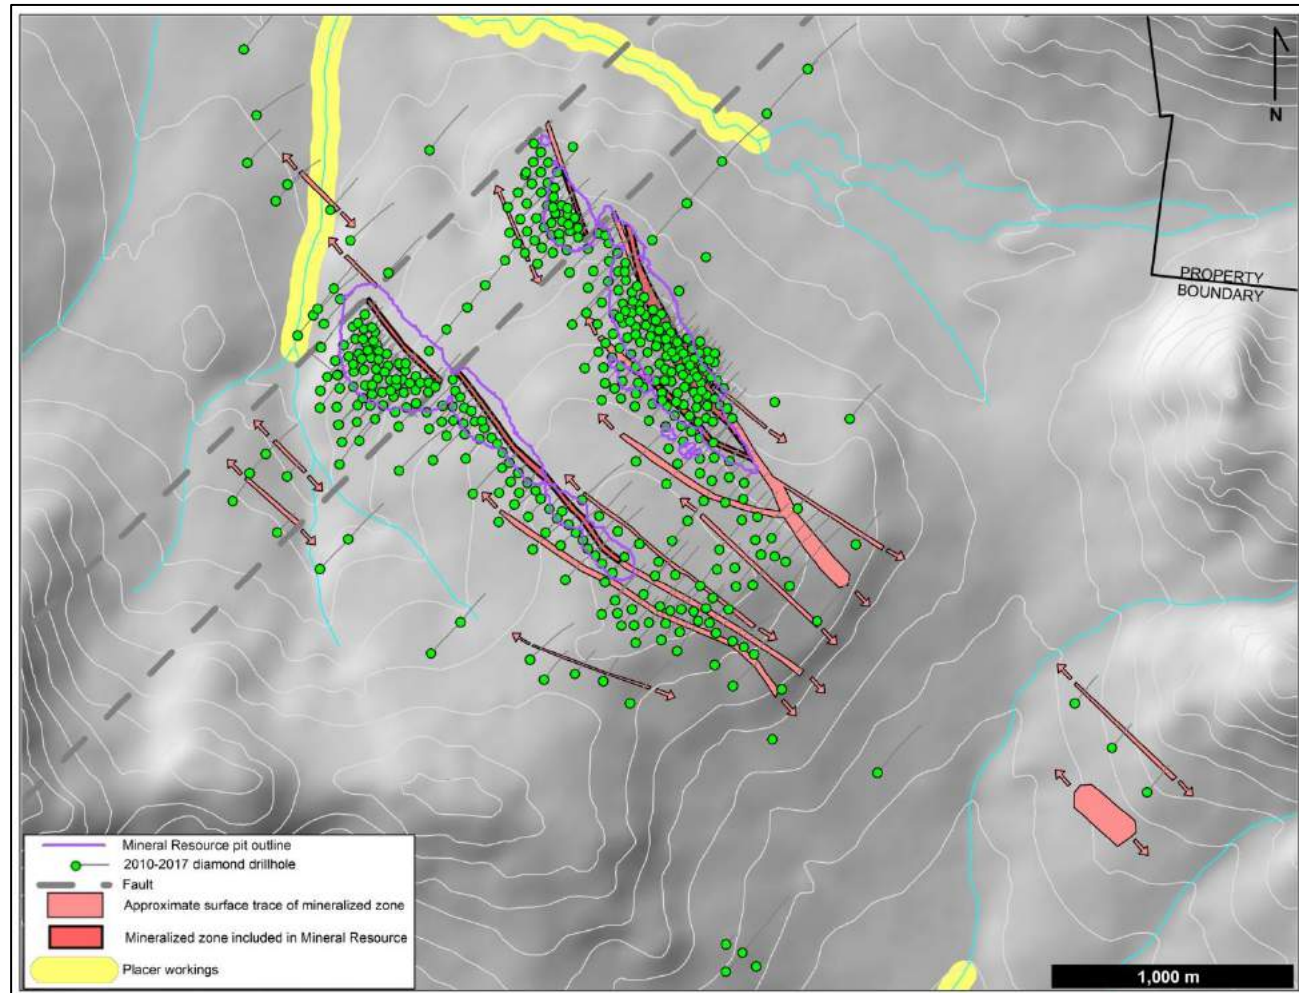 N
PROPERTY
BOUNDARY
Mineral Resource pit outline
2010-2017 diamond drillhole
Fault
Approximate surface trace of mineralized zone
Mineralized zone included in Mineral Resource
Placer workings
1,000 m